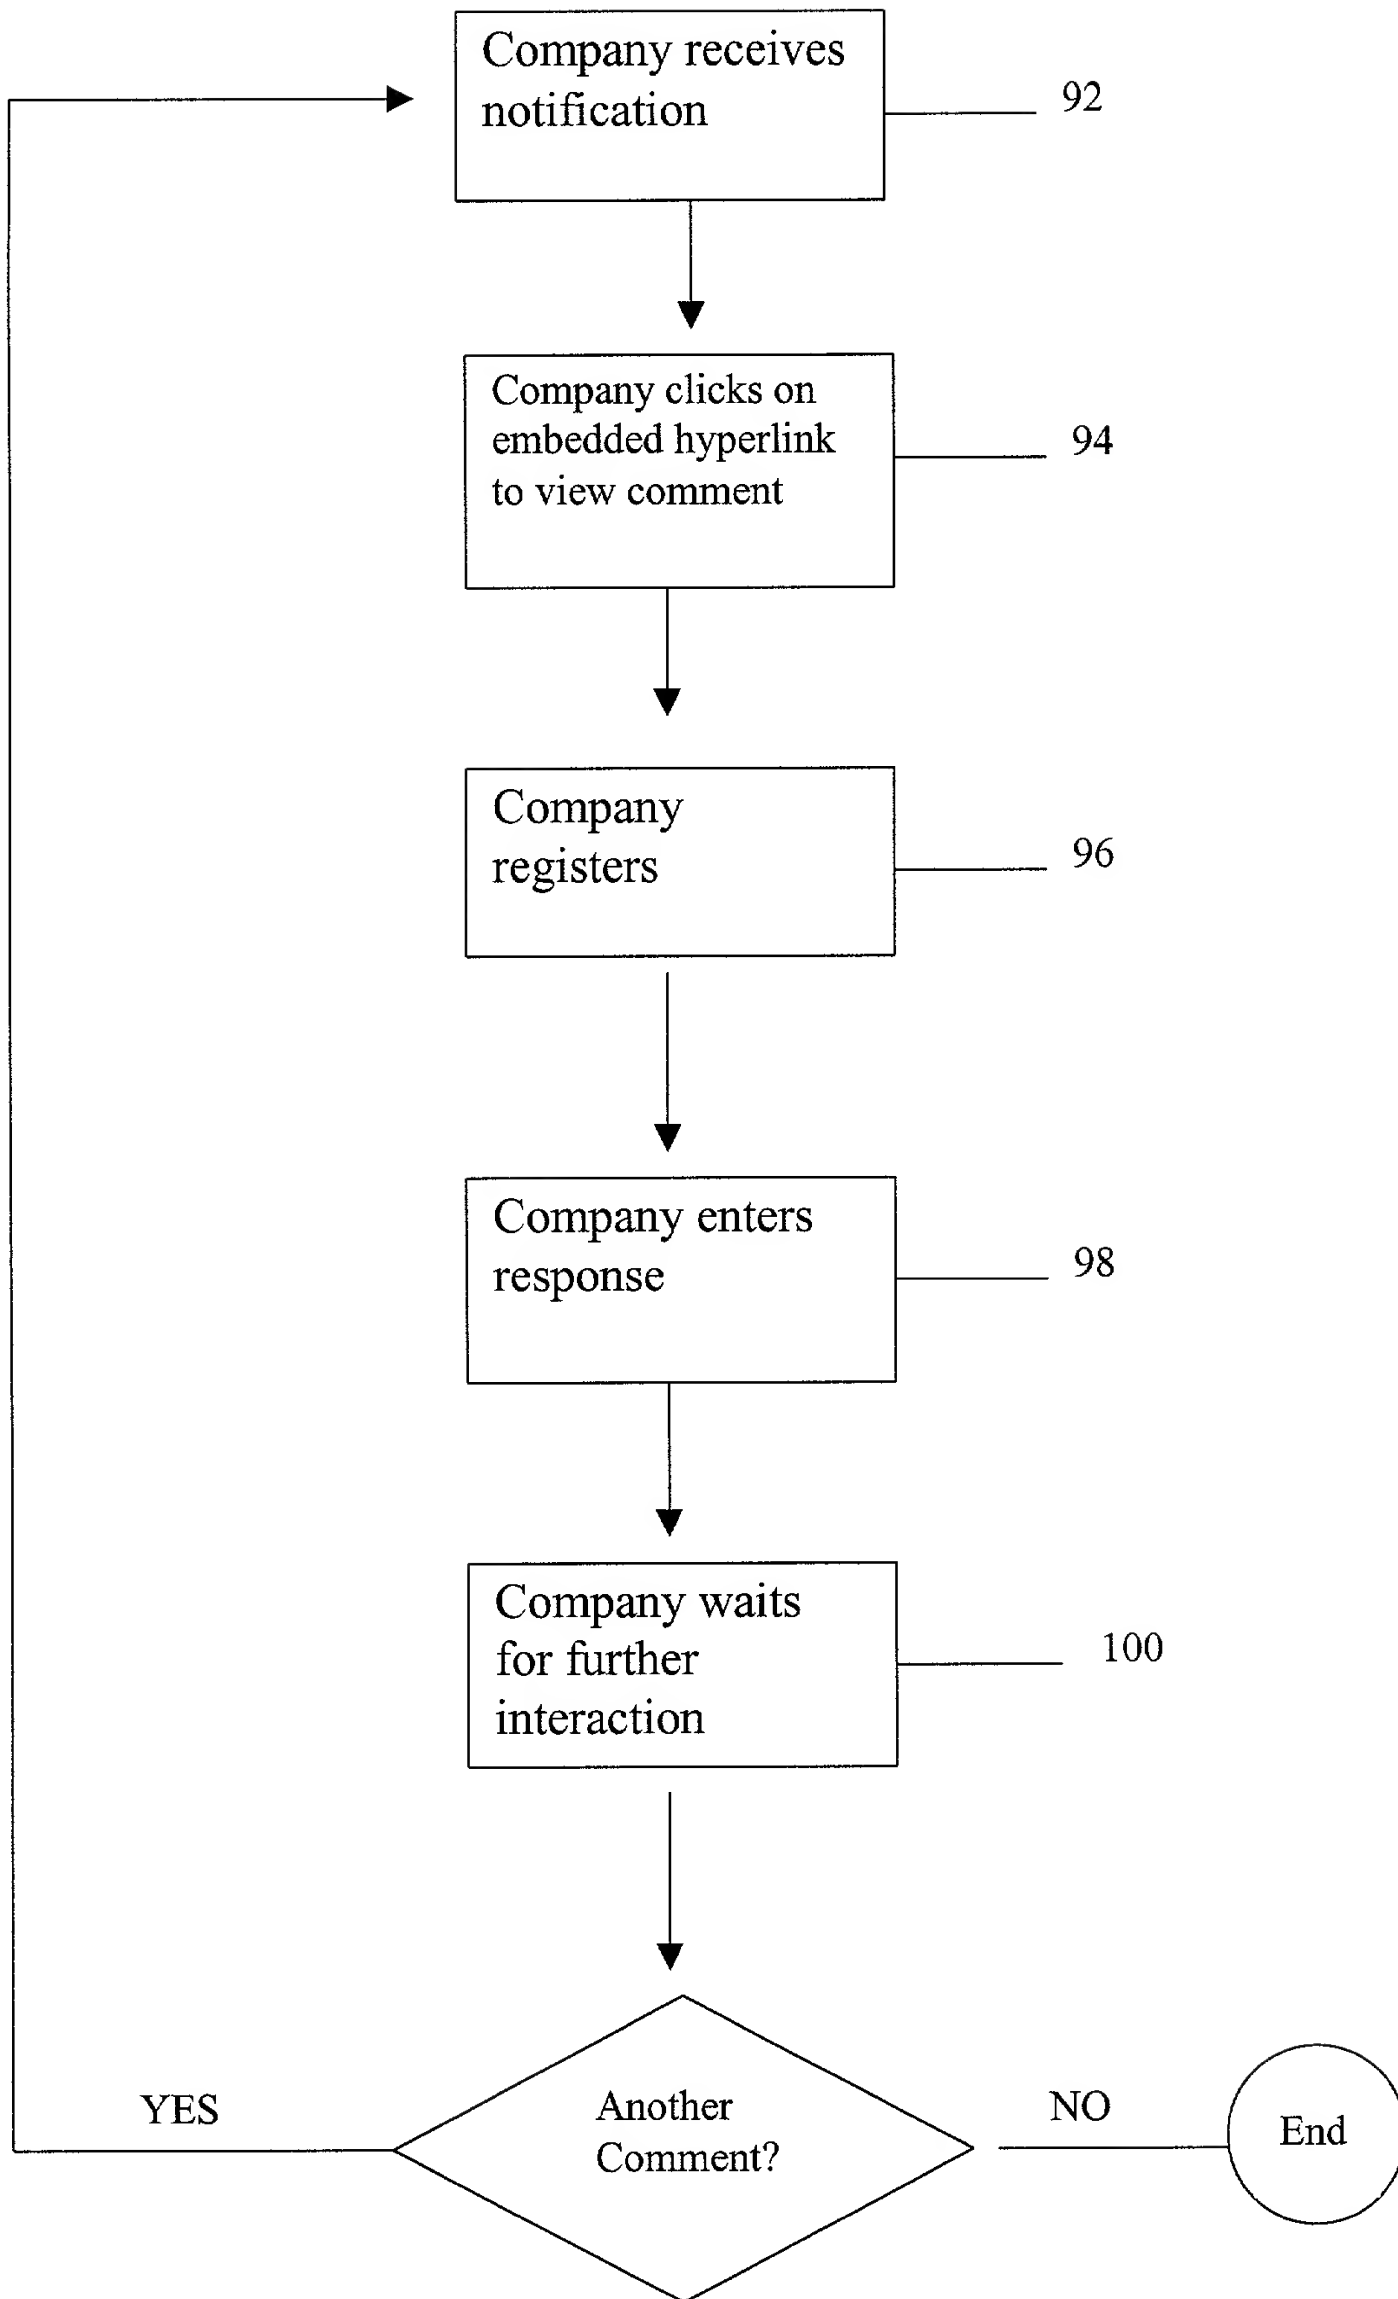 Company receives
notification
92
Company clicks on
embedded hyperlink
to view comment
94
Company
registers
96
Company enters
response
98
Company waits
for further
interaction
100
YES
Another
Comment?
NO
End